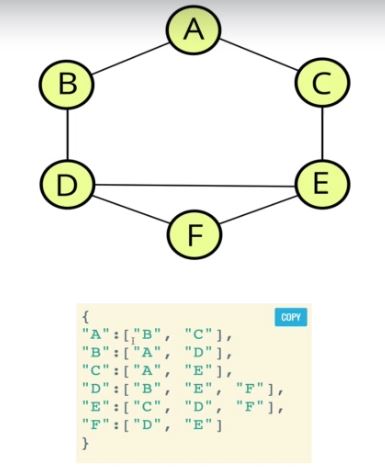 A
B
C
D
E
F
COPY
{
"A":["B", "C"],
"B":["A", "D"],
"C":["A", "E"],
"D":["B", "E", "F"],
"E":["C", "D", "F"],
"F":["D", "E"]
}